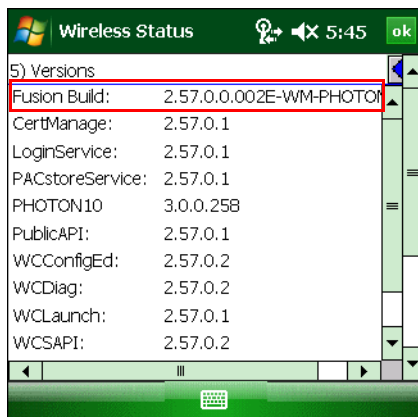 Wireless Status 5:45 ok
5) Versions
Fusion Build: 2.57.0.0.002E-WM-PHOTON
CertManage: 2.57.0.1
LoginService: 2.57.0.1
PACstoreService: 2.57.0.1
PHOTON10 3.0.0.258
PublicAPI: 2.57.0.1
WCConfigEd: 2.57.0.2
WCDiag: 2.57.0.2
WCLaunch: 2.57.0.1
WCSAPI: 2.57.0.2